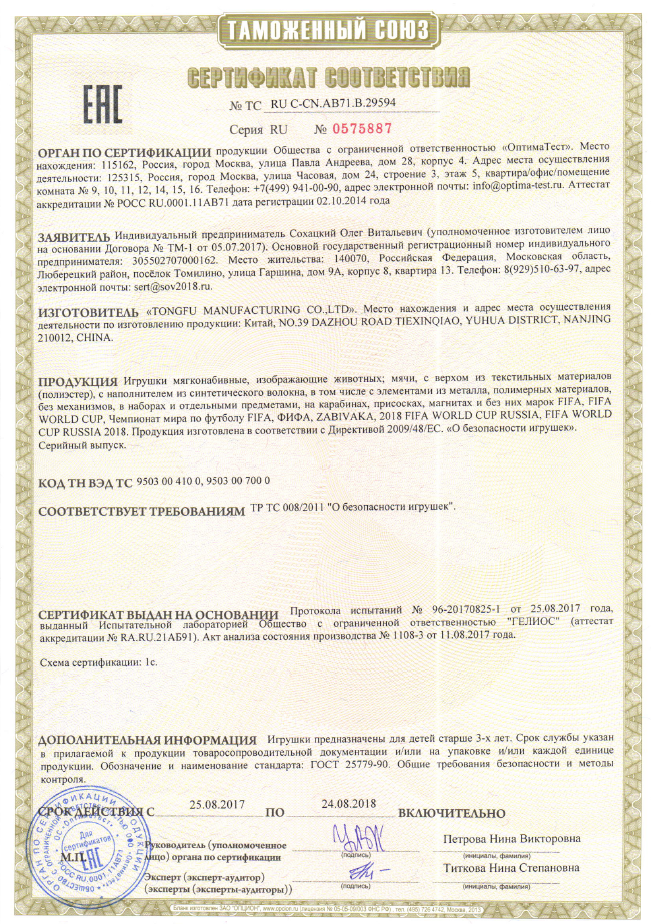 ТАМОЖЕННЫЙ СОЮЗ
СЕРТИФИКАТ СООТВЕТСТВИЯ
EAC
№ ТС RU C-CN.АВ71.В.29594
Серия RU № 0575887
ОРГАН ПО СЕРТИФИКАЦИИ продукции Общества с ограниченной ответственностью «ОптимаТест». Место
нахождения: 115162, Россия, город Москва, улица Павла Андреева, дом 28, корпус 4. Адрес места осуществления
деятельности: 125315, Россия, город Москва, улица Часовая, дом 24, строение 3, этаж 5, квартира/офис/помещение
комната № 9, 10, 11, 12, 14, 15, 16. Телефон: +7(499) 941-00-90, адрес электронной почты: info@optima-test.ru. Аттестат
аккредитации № РОСС RU.0001.11АВ71 дата регистрации 02.10.2014 года
ЗАЯВИТЕЛЬ Индивидуальный предприниматель Сохацкий Олег Витальевич (уполномоченное изготовителем лицо
на основании Договора № ТМ-1 от 05.07.2017). Основной государственный регистрационный номер индивидуального
предпринимателя: 305502707000162. Место жительства: 140070, Российская Федерация, Московская область,
Люберецкий район, посёлок Томилино, улица Гаршина, дом 9А, корпус 8, квартира 13. Телефон: 8(929)510-63-97, адрес
электронной почты: sert@sov2018.ru.
ИЗГОТОВИТЕЛЬ «TONGFU MANUFACTURING CO.,LTD». Место нахождения и адрес места осуществления
деятельности по изготовлению продукции: Китай, NO.39 DAZHOU ROAD TIEXINQIAO, YUHUA DISTRICT, NANJING
210012, CHINA.
ПРОДУКЦИЯ Игрушки мягконабивные, изображающие животных; мячи, с верхом из текстильных материалов
(полиэстер), с наполнителем из синтетического волокна, в том числе с элементами из металла, полимерных материалов,
без механизмов, в наборах и отдельными предметами, на карабинах, присосках, магнитах и без них марок FIFA, FIFA
WORLD CUP, Чемпионат мира по футболу FIFA, ФИФА, ZABIVAKA, 2018 FIFA WORLD CUP RUSSIA, FIFA WORLD
CUP RUSSIA 2018. Продукция изготовлена в соответствии с Директивой 2009/48/ЕС. «О безопасности игрушек».
Серийный выпуск.
КОД ТН ВЭД ТС 9503 00 410 0, 9503 00 700 0
СООТВЕТСТВУЕТ ТРЕБОВАНИЯМ ТР ТС 008/2011 "О безопасности игрушек".
СЕРТИФИКАТ ВЫДАН НА ОСНОВАНИИ Протокола испытаний № 96-20170825-1 от 25.08.2017 года,
выданный Испытательной лабораторией Общество с ограниченной ответственностью "ГЕЛИОС" (аттестат
аккредитации № RA.RU.21АБ91). Акт анализа состояния производства № 1108-3 от 11.08.2017 года.
Схема сертификации: 1с.
ДОПОЛНИТЕЛЬНАЯ ИНФОРМАЦИЯ Игрушки предназначены для детей старше 3-х лет. Срок службы указан
в прилагаемой к продукции товаросопроводительной документации и/или на упаковке и/или каждой единице
продукции. Обозначение и наименование стандарта: ГОСТ 25779-90. Общие требования безопасности и методы
контроля.
СРОК ДЕЙСТВИЯ С 25.08.2017 ПО 24.08.2018 ВКЛЮЧИТЕЛЬНО
М.П.
Руководитель (уполномоченное
лицо) органа по сертификации
(подпись)
Петрова Нина Викторовна
(инициалы, фамилия)
Эксперт (эксперт-аудитор)
(эксперты (эксперты-аудиторы))
(подпись)
Титкова Нина Степановна
(инициалы, фамилия)
ОРГАН ПО СЕРТИФИКАЦИИ ПРОДУКЦИИ
ОС «ОптимаТест»
Для
сертификатов
EAC
РОСС RU.0001.11АВ71